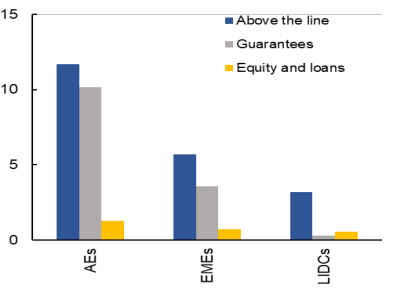 15
Above the line
Guarantees
Equity and loans
10
5
0
AEs
EMEs
LIDCs